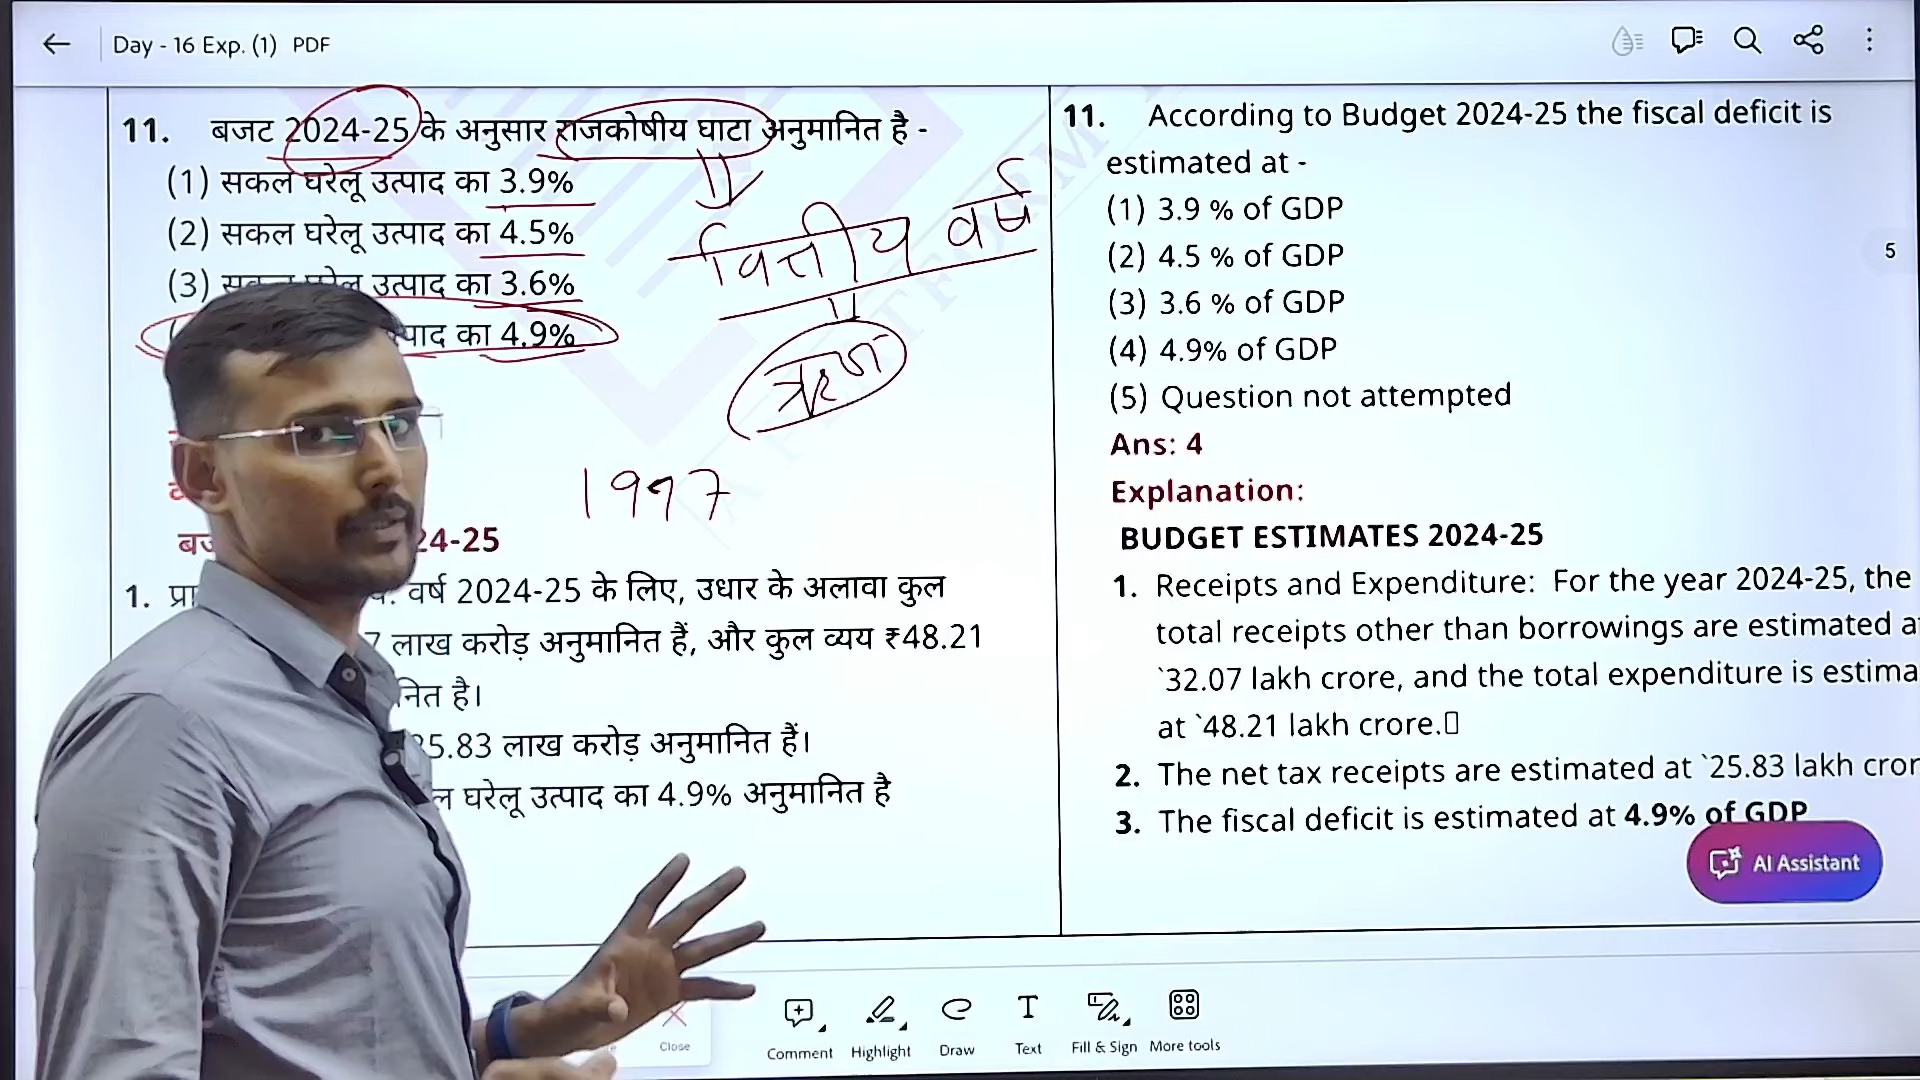 Day - 16 Exp. (1) PDF
11. बजट 2024-25 के अनुसार राजकोषीय घाटा अनुमानित है -
(1) सकल घरेलू उत्पाद का 3.9%
(2) सकल घरेलू उत्पाद का 4.5%
(3) सकल घरेलू उत्पाद का 3.6%
उत्पाद का 4.9%
वित्तीय वर्ष
ऋण
1997
24-25
1. वर्ष 2024-25 के लिए, उधार के अलावा कुल
7 लाख करोड़ अनुमानित हैं, और कुल व्यय ₹48.21
है।
25.83 लाख करोड़ अनुमानित हैं।
घरेलू उत्पाद का 4.9% अनुमानित है
11. According to Budget 2024-25 the fiscal deficit is
estimated at -
(1) 3.9 % of GDP
(2) 4.5 % of GDP
(3) 3.6 % of GDP
(4) 4.9% of GDP
(5) Question not attempted
Ans: 4
Explanation:
BUDGET ESTIMATES 2024-25
1. Receipts and Expenditure: For the year 2024-25, the
total receipts other than borrowings are estimated
`32.07 lakh crore, and the total expenditure is
at `48.21 lakh crore.
2. The net tax receipts are estimated at `25.83 lakh
3. The fiscal deficit is estimated at 4.9% of GDP
5
AI Assistant
Close
Comment Highlight Draw Text Fill & Sign More tools